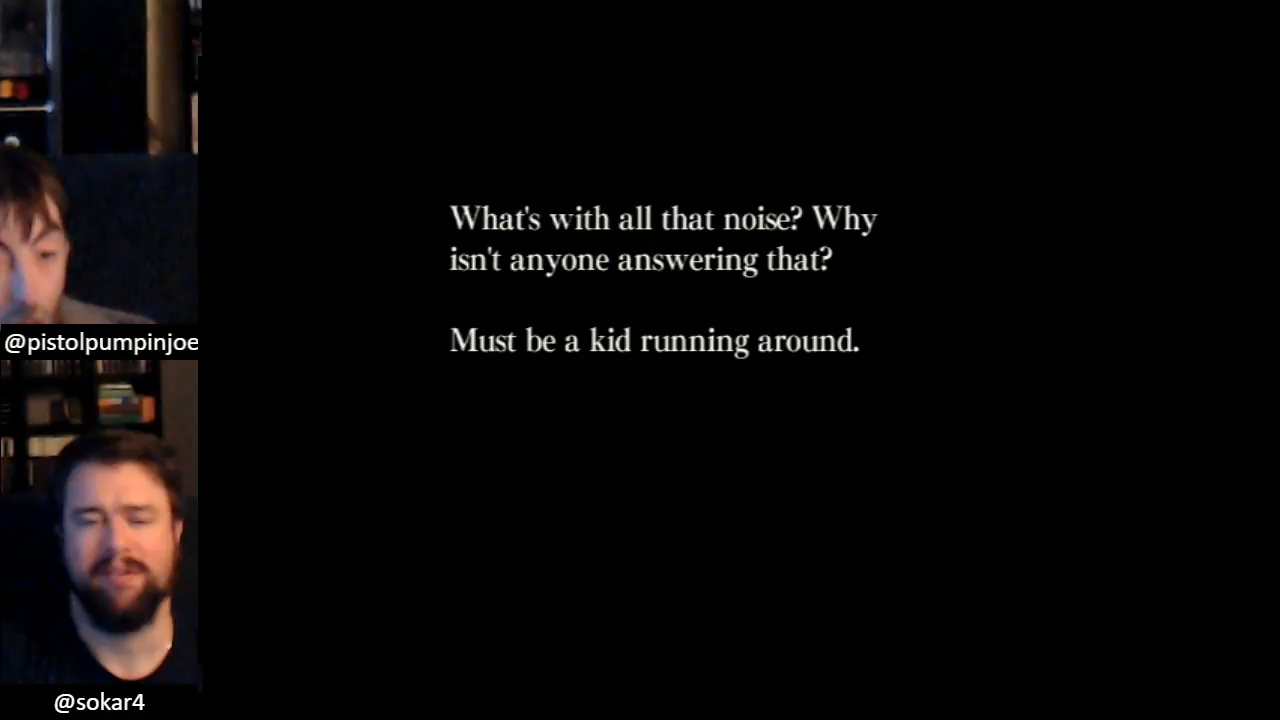 What's with all that noise? Why
isn't anyone answering that?
Must be a kid running around.
@pistolpumpinjoe
@sokar4